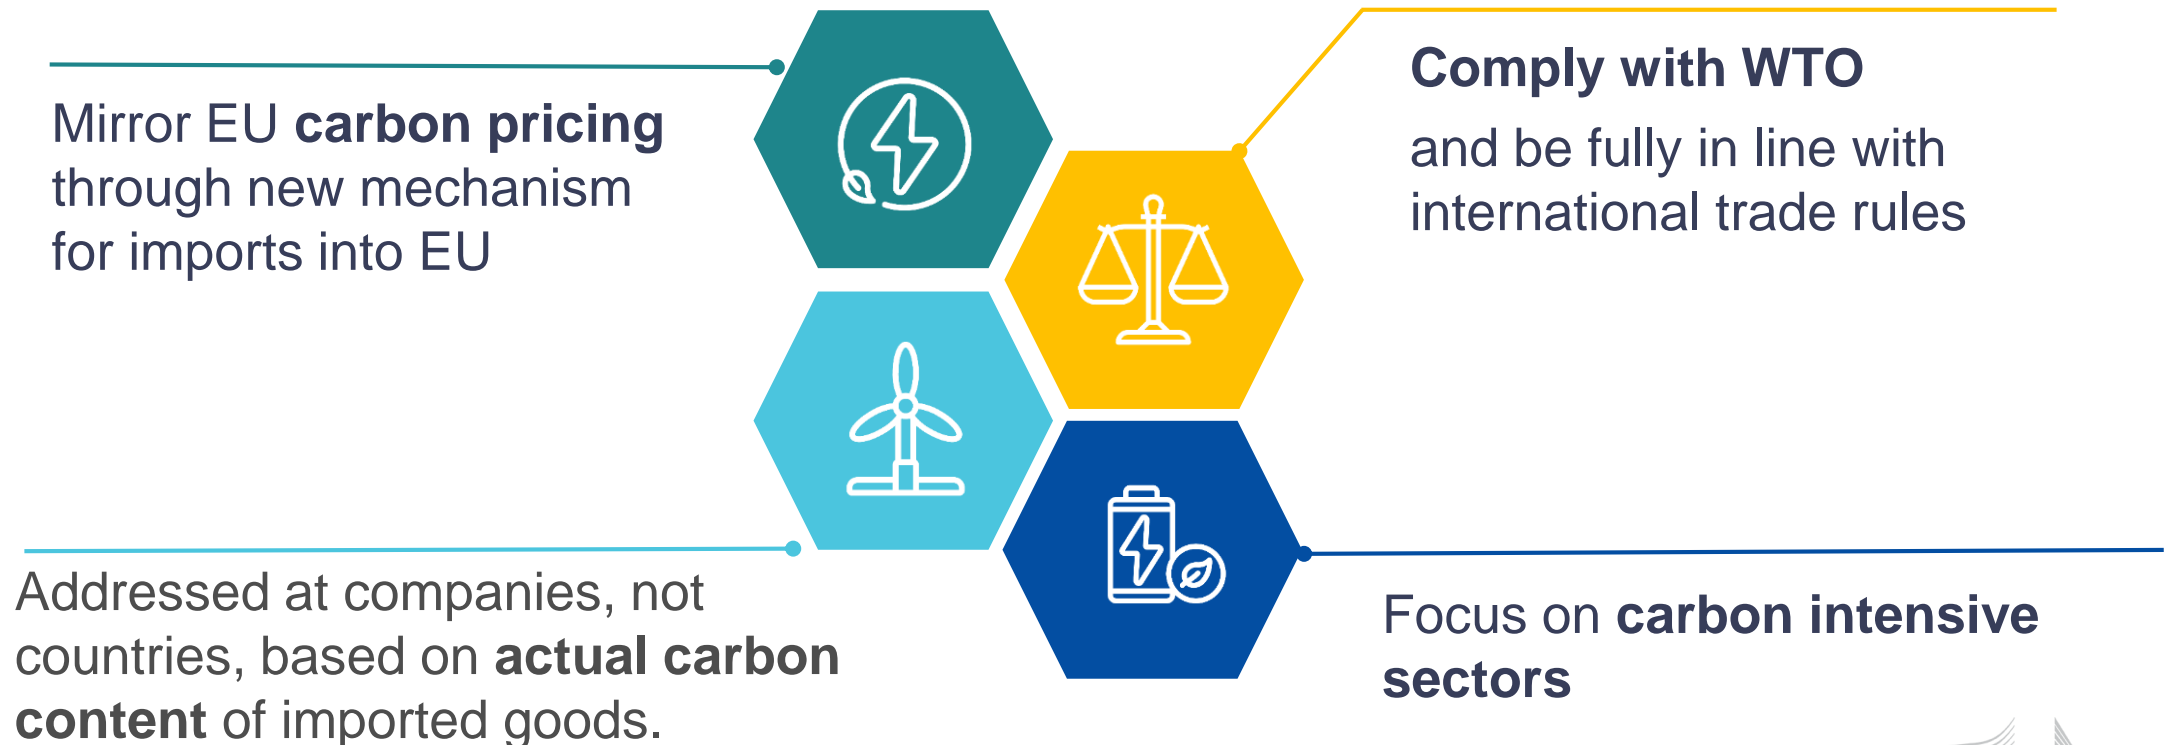 Mirror EU carbon pricing
through new mechanism
for imports into EU
Comply with WTO
and be fully in line with
international trade rules
Addressed at companies, not
countries, based on actual carbon
content of imported goods.
Focus on carbon intensive
sectors